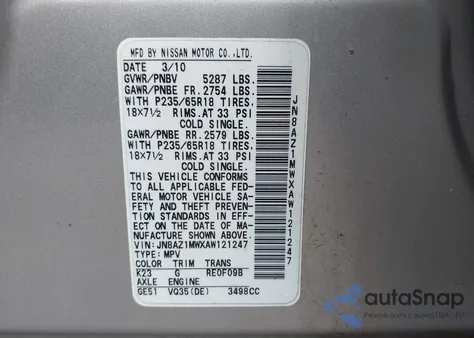 MFD BY NISSAN MOTOR CO.,LTD.
DATE 3/10
GVWR/PNBV 5287 LBS.
GAWR/PNBE FR. 2754 LBS.
WITH P235/65R18 TIRES,
18X7½ RIMS.AT 33 PSI
COLD SINGLE.
GAWR/PNBE RR. 2579 LBS.
WITH P235/65R18 TIRES,
18X7½ RIMS.AT 33 PSI
COLD SINGLE.
THIS VEHICLE CONFORMS
TO ALL APPLICABLE FED-
ERAL MOTOR VEHICLE
SAFETY AND THEFT PREVEN-
TION STANDARDS IN
EFFECT ON THE DATE OF MA-
NUFACTURE SHOWN ABOVE.
VIN:JN8AZ1MWXAW121247
TYPE: MPV
COLOR TRIM TRANS
K23 G RE0F09B
AXLE ENGINE
GE51 VQ35(DE) 3498CC
JN8AZ1MWXAW121247
autaSnap